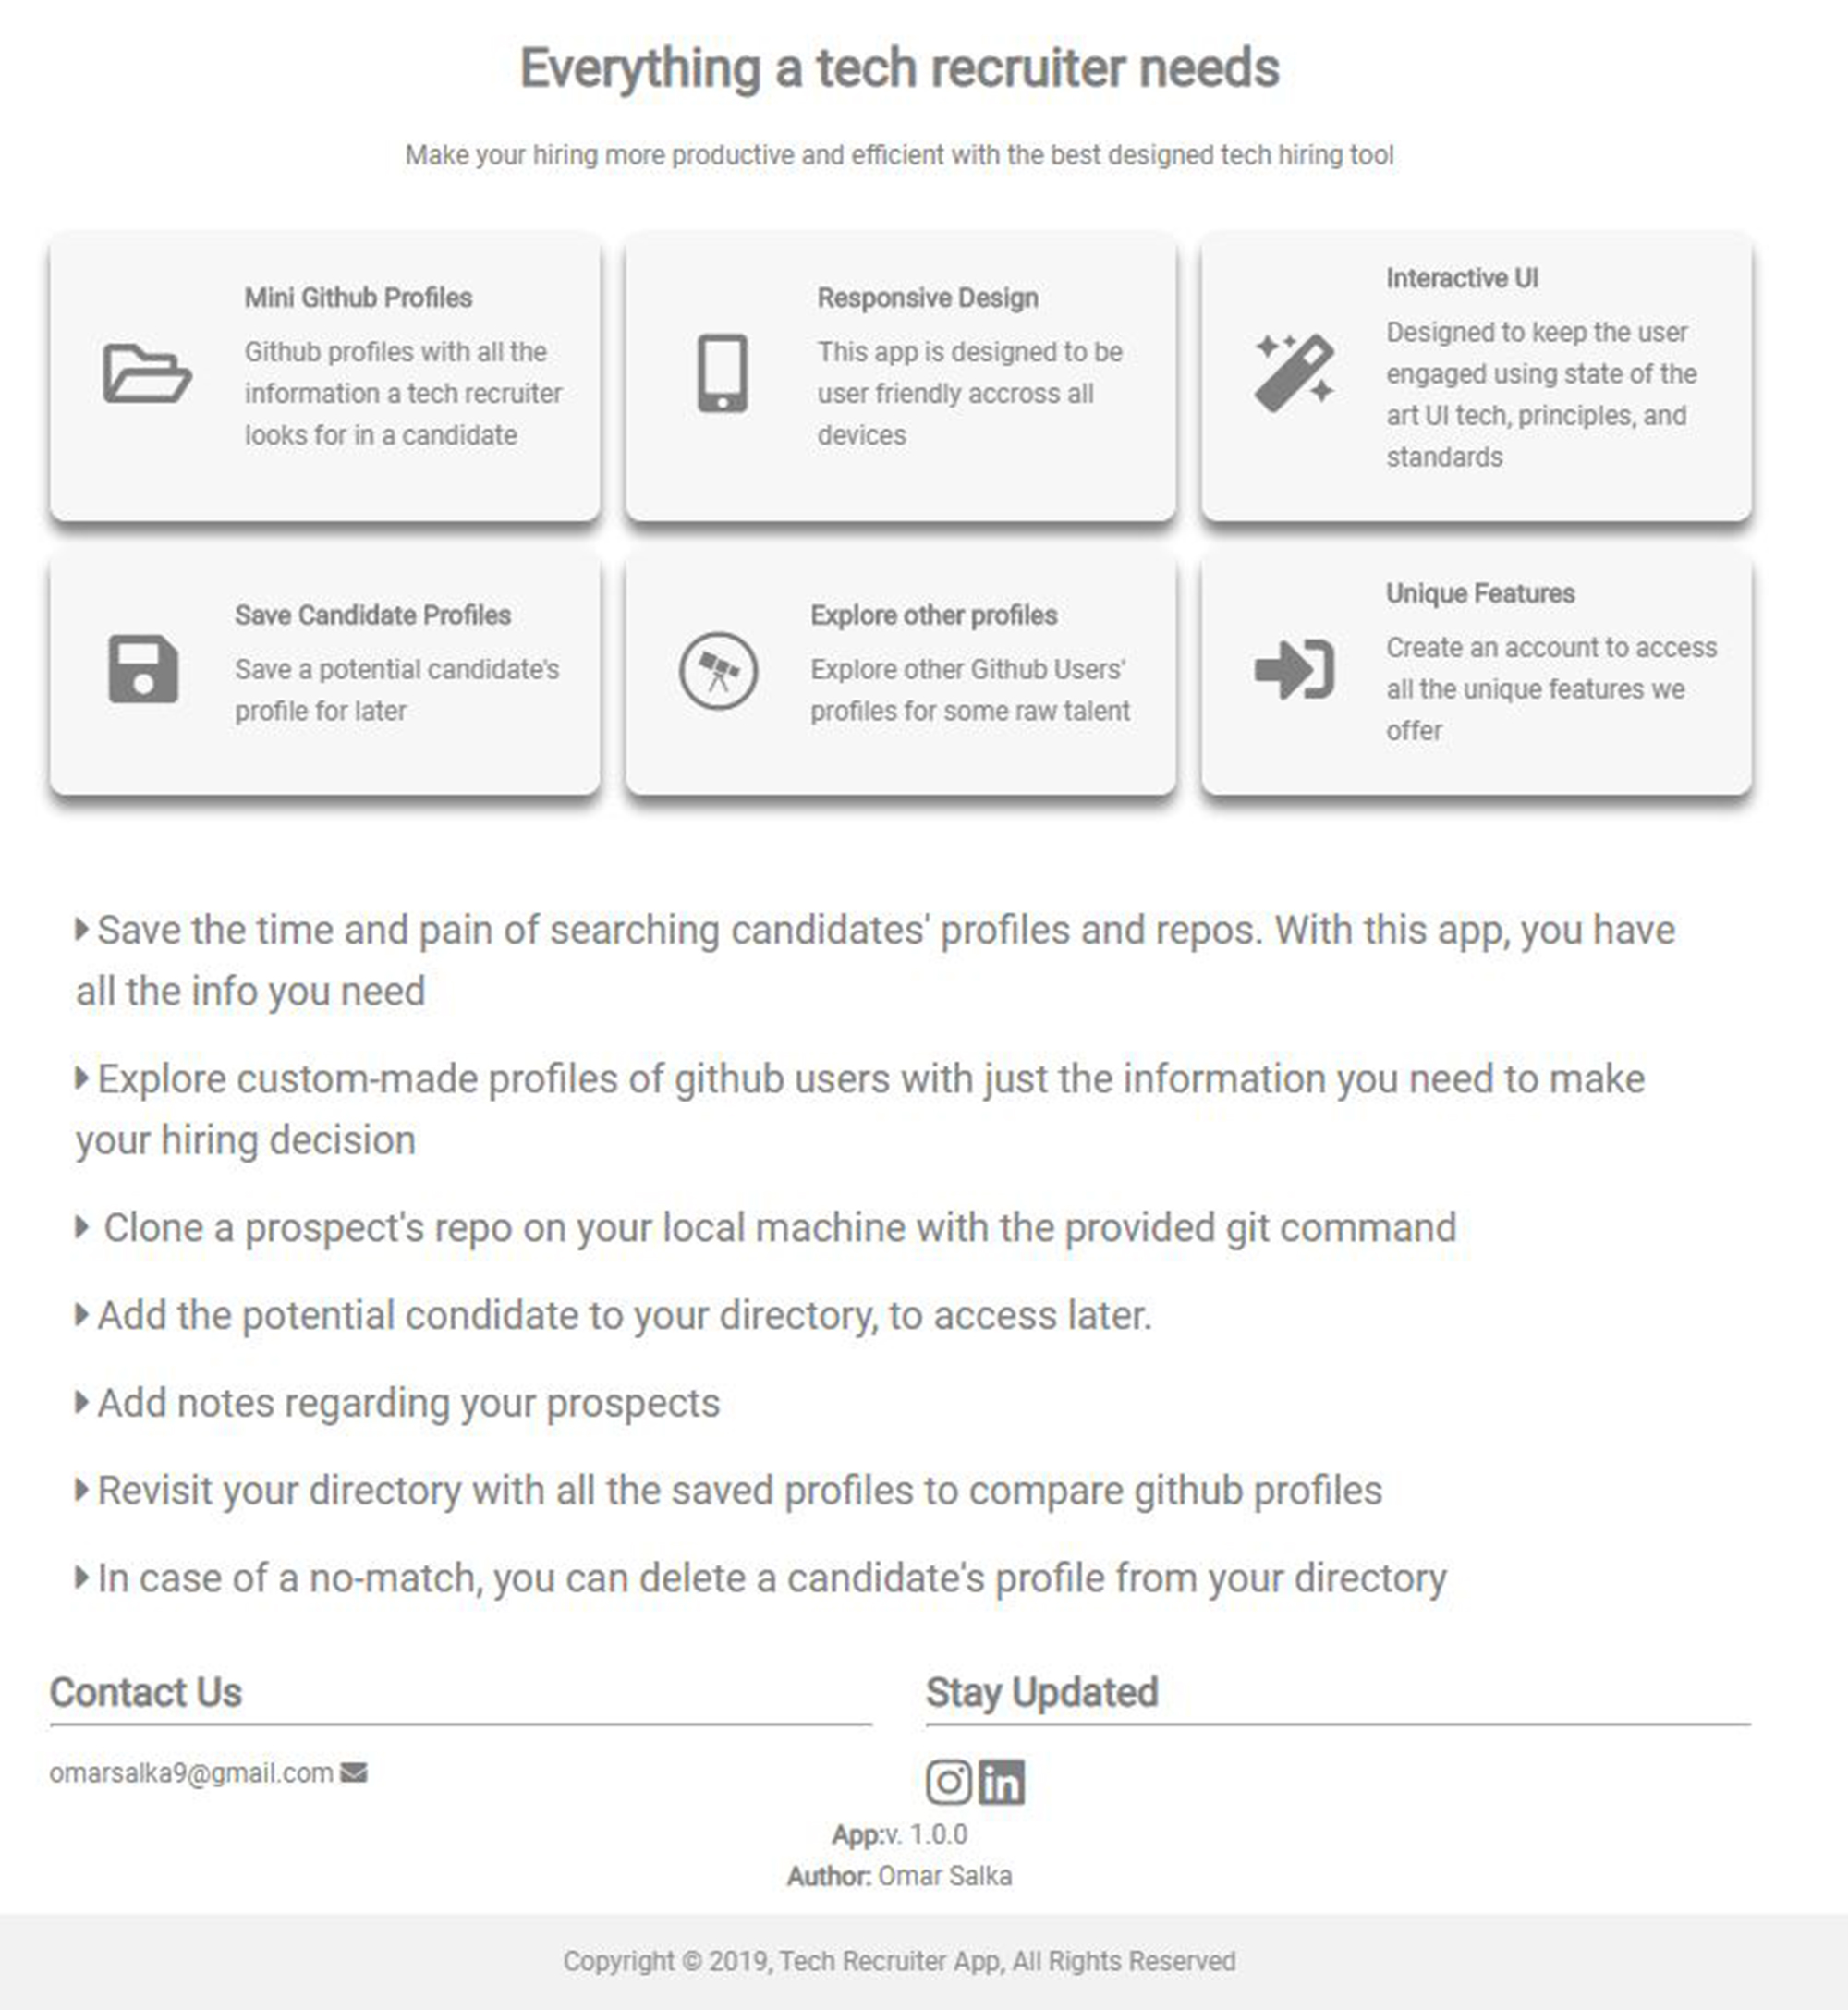 Everything a tech recruiter needs
Make your hiring more productive and efficient with the best designed tech hiring tool
Mini Github Profiles
Github profiles with all the
information a tech recruiter
looks for in a candidate
Responsive Design
This app is designed to be
user friendly accross all
devices
Interactive UI
Designed to keep the user
engaged using state of the
art UI tech, principles, and
standards
Save Candidate Profiles
Save a potential candidate's
profile for later
Explore other profiles
Explore other Github Users'
profiles for some raw talent
Unique Features
Create an account to access
all the unique features we
offer
Save the time and pain of searching candidates' profiles and repos. With this app, you have
all the info you need
Explore custom-made profiles of github users with just the information you need to make
your hiring decision
Clone a prospect's repo on your local machine with the provided git command
Add the potential condidate to your directory, to access later.
Add notes regarding your prospects
Revisit your directory with all the saved profiles to compare github profiles
In case of a no-match, you can delete a candidate's profile from your directory
Contact Us
omarsalka9@gmail.com
Stay Updated
in
App:v. 1.0.0
Author: Omar Salka
Copyright © 2019, Tech Recruiter App, All Rights Reserved